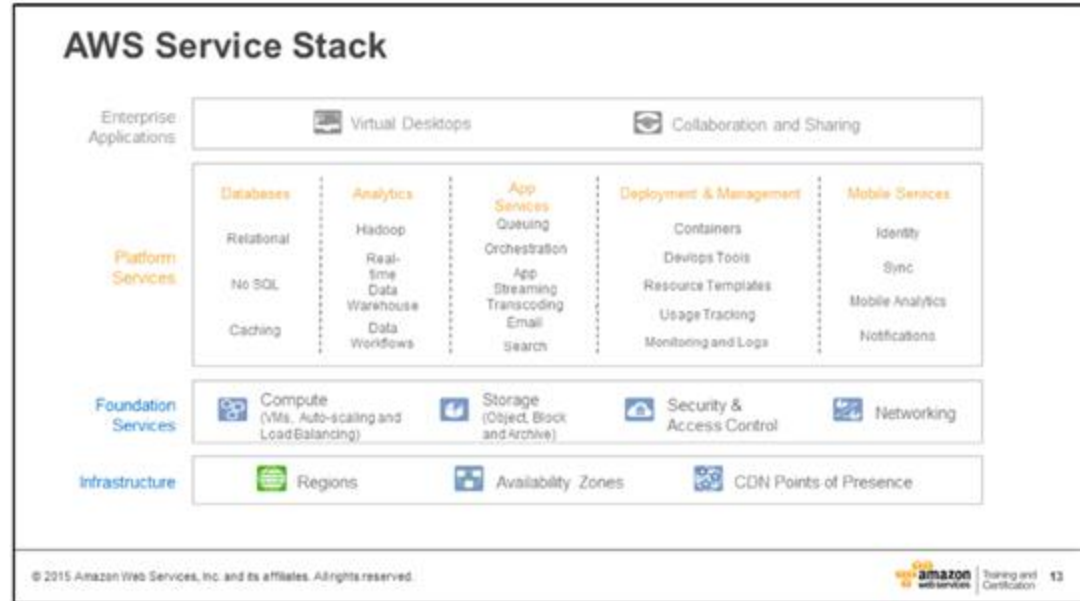 AWS Service Stack
Enterprise
Applications
Virtual Desktops
Collaboration and Sharing
Platform
Services
Databases
Relational
No SQL
Caching
Analytics
Hadoop
Real-
time
Data
Warehouse
Data
Workflows
App
Services
Queuing
Orchestration
App
Streaming
Transcoding
Email
Search
Deployment & Management
Containers
Devlops Tools
Resource Templates
Usage Tracking
Monitoring and Logs
Mobile Services
Identity
Sync
Mobile Analytics
Notifications
Foundation
Services
Compute
(VMs, Auto-scaling and
Load Balancing)
Storage
(Object, Block
and Archive)
Security &
Access Control
Networking
Infrastructure
Regions
Availability Zones
CDN Points of Presence
© 2015 Amazon Web Services, Inc. and its affiliates. All rights reserved.
amazon
web services
Training and
Certification
13